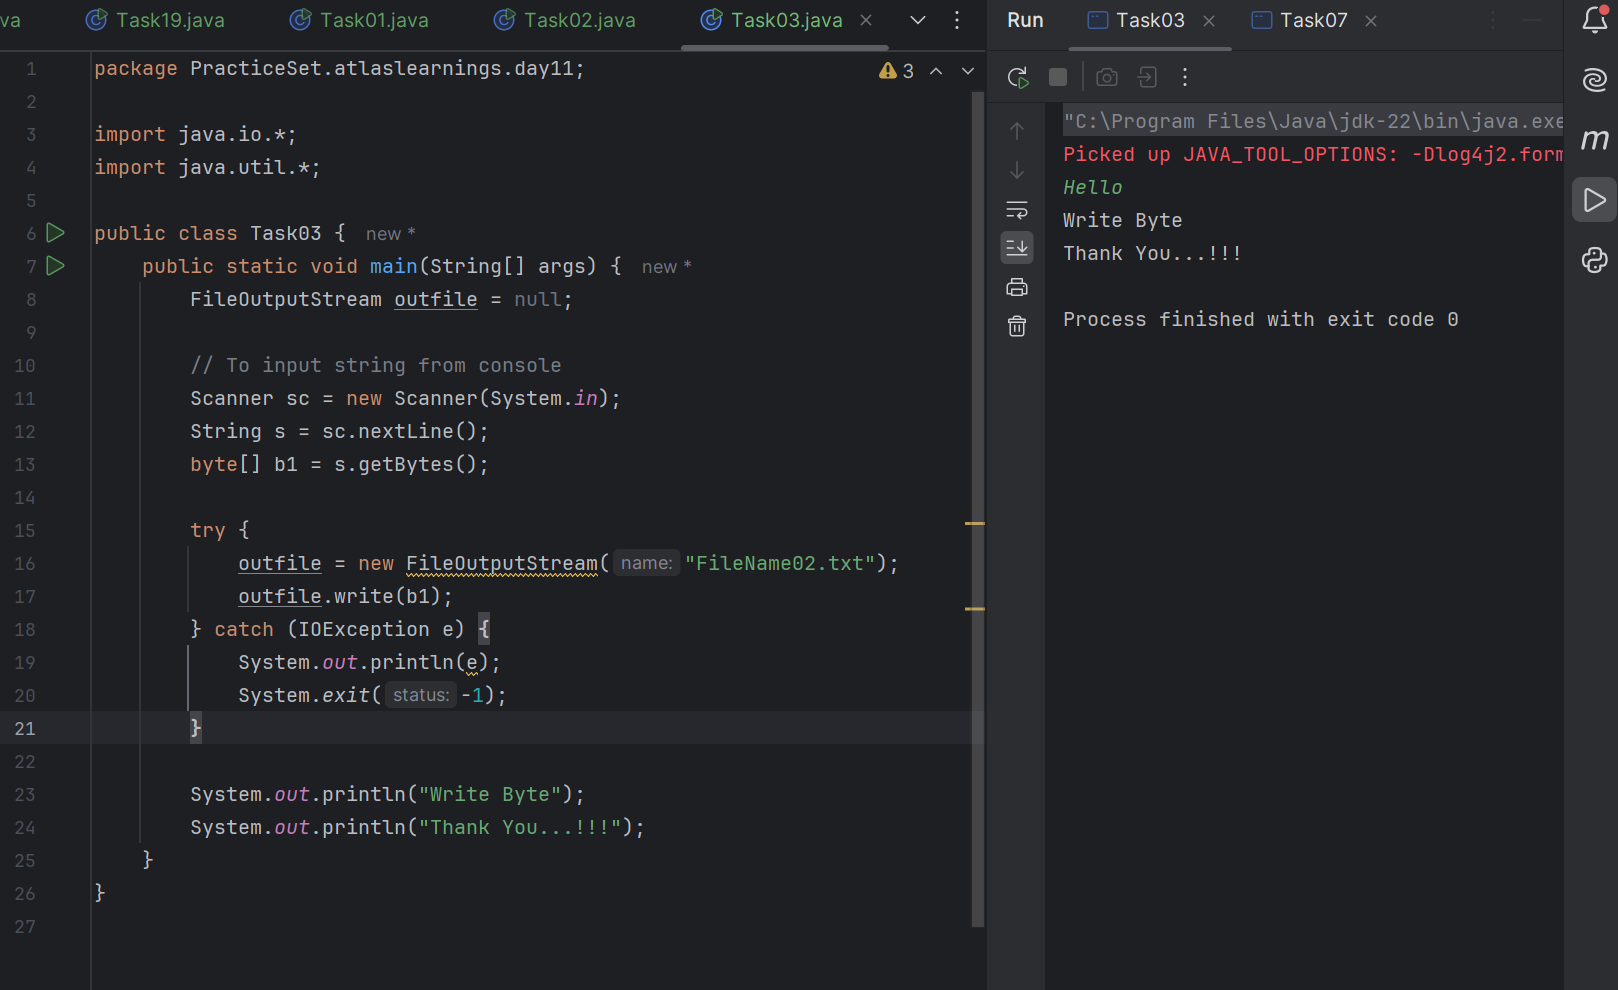 va Task19.java Task01.java Task02.java Task03.java
3
1 package PracticeSet.atlaslearnings.day11;
2
3 import java.io.*;
4 import java.util.*;
5
6 public class Task03 { new *
7 public static void main(String[] args) { new *
8 FileOutputStream outfile = null;
9
10 // To input string from console
11 Scanner sc = new Scanner(System.in);
12 String s = sc.nextLine();
13 byte[] b1 = s.getBytes();
14
15 try {
16 outfile = new FileOutputStream( name: "FileName02.txt");
17 outfile.write(b1);
18 } catch (IOException e) {
19 System.out.println(e);
20 System.exit( status: -1);
21 }
22
23 System.out.println("Write Byte");
24 System.out.println("Thank You...!!!");
25 }
26 }
27
Run Task03 Task07
"C:\Program Files\Java\jdk-22\bin\java.exe
Picked up JAVA_TOOL_OPTIONS: -Dlog4j2.form
Hello
Write Byte
Thank You...!!!
Process finished with exit code 0
m